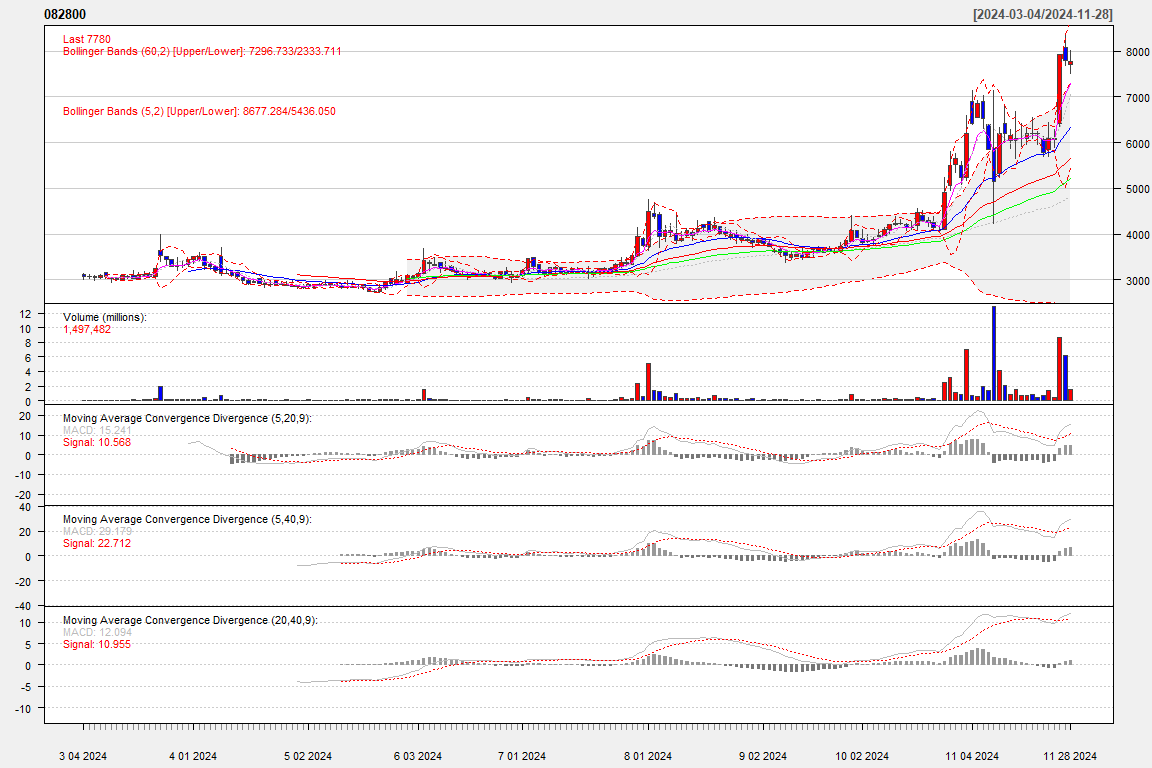 082800 [2024-03-04/2024-11-28]
Last 7780
Bollinger Bands (60,2) [Upper/Lower]: 7296.733/2333.711
Bollinger Bands (5,2) [Upper/Lower]: 8677.284/5436.050
8000
7000
6000
5000
4000
3000
Volume (millions):
1,497,482
12
10
8
6
4
2
0
Moving Average Convergence Divergence (5,20,9):
MACD: 15.241
Signal: 10.568
20
10
0
-10
-20
Moving Average Convergence Divergence (5,40,9):
MACD: 29.179
Signal: 22.712
40
20
0
-20
-40
Moving Average Convergence Divergence (20,40,9):
MACD: 12.094
Signal: 10.955
10
5
0
-5
-10
3 04 2024 4 01 2024 5 02 2024 6 03 2024 7 01 2024 8 01 2024 9 02 2024 10 02 2024 11 04 2024 11 28 2024